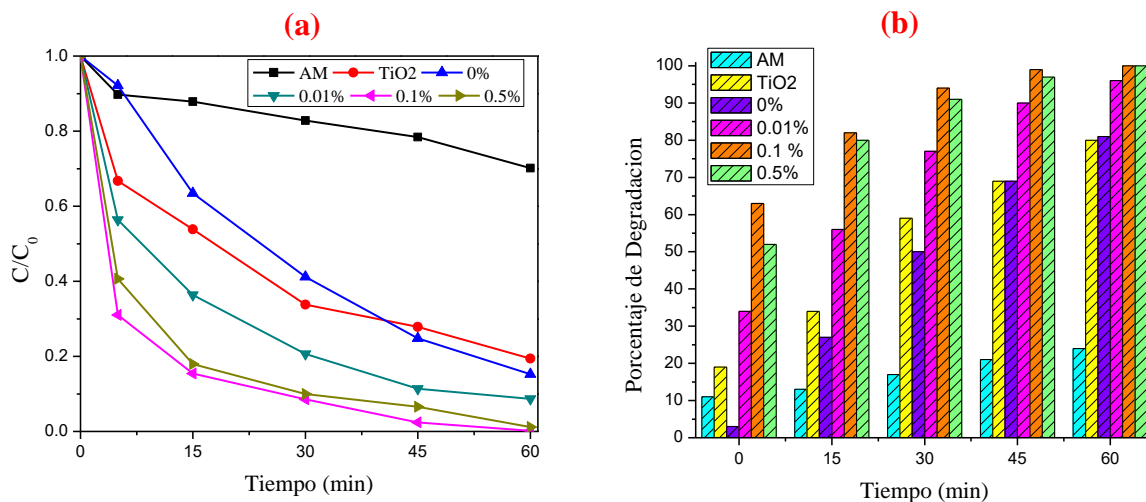 (a)
AM TiO2 0%
0.01% 0.1% 0.5%
1.0
0.8
0.6
0.4
0.2
0.0
C/C0
0 15 30 45 60
Tiempo (min)
(b)
AM
TiO2
0%
0.01%
0.1 %
0.5%
100
90
80
70
60
50
40
30
20
10
0
Porcentaje de Degradacion
0 15 30 45 60
Tiempo (min)